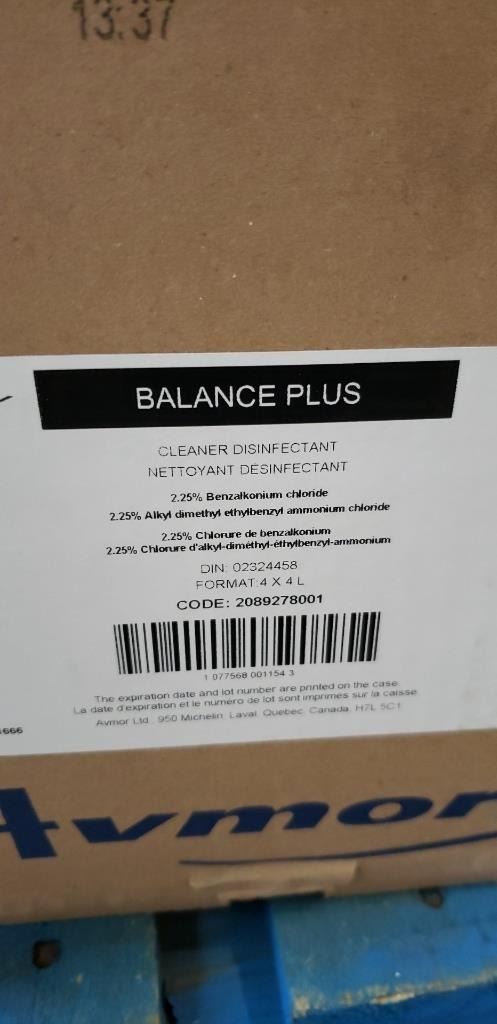 13:37
BALANCE PLUS
CLEANER DISINFECTANT
NETTOYANT DÉSINFECTANT
2.25% Benzalkonium chloride
2.25% Alkyl dimethyl ethylbenzyl ammonium chloride
2.25% Chlorure de benzalkonium
2.25% Chlorure d'alkyl-diméthyl-éthylbenzyl-ammonium
DIN: 02324458
FORMAT:4 X 4 L
CODE: 2089278001
1 077568 001154 3
The expiration date and lot number are printed on the case.
La date d'expiration et le numéro de lot sont imprimés sur la caisse.
Avmor Ltd. 950 Michelin, Laval, Québec, Canada, H7L 5C1
666
Avmor